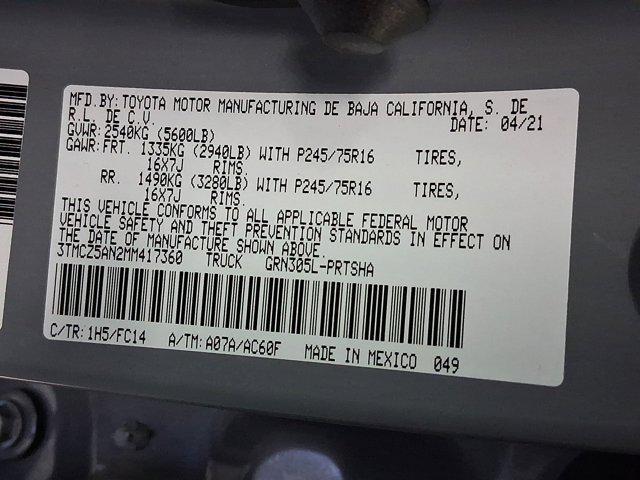 MFD.BY: TOYOTA MOTOR MANUFACTURING DE BAJA CALIFORNIA, S. DE
R.L. DE C.V. DATE: 04/21
GVWR: 2540KG (5600LB)
GAWR: FRT. 1335KG (2940LB) WITH P245/75R16 TIRES,
16X7J RIMS.
RR. 1490KG (3280LB) WITH P245/75R16 TIRES,
16X7J RIMS.
THIS VEHICLE CONFORMS TO ALL APPLICABLE FEDERAL MOTOR
VEHICLE SAFETY AND THEFT PREVENTION STANDARDS IN EFFECT ON
THE DATE OF MANUFACTURE SHOWN ABOVE.
3TMCZ5AN2MM417360 TRUCK GRN305L-PRTSHA
C/TR: 1H5/FC14 A/TM: A07A/AC60F MADE IN MEXICO 049